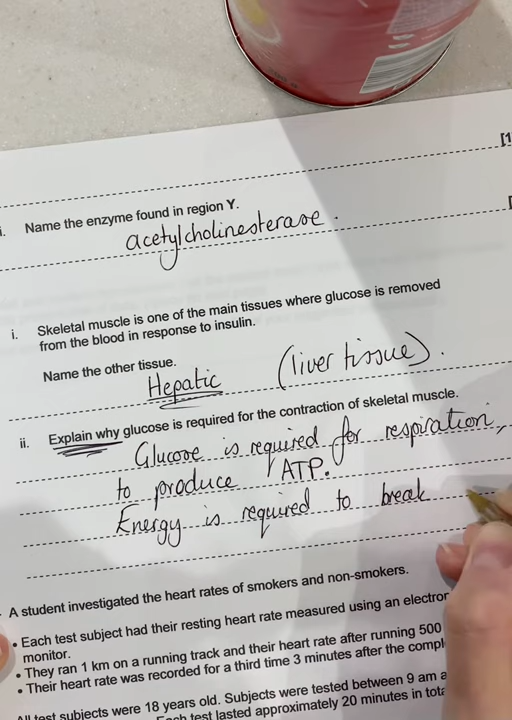 [1
i. Name the enzyme found in region Y.
acetylcholinesterase.
[
i. Skeletal muscle is one of the main tissues where glucose is removed
from the blood in response to insulin.
Name the other tissue.
Hepatic (liver tissue).
ii. Explain why glucose is required for the contraction of skeletal muscle.
Glucose is required for respiration,
to produce ATP.
Energy is required to break
A student investigated the heart rates of smokers and non-smokers.
• Each test subject had their resting heart rate measured using an electron
monitor.
• They ran 1 km on a running track and their heart rate after running 500
• Their heart rate was recorded for a third time 3 minutes after the compl
All test subjects were 18 years old. Subjects were tested between 9 am a
Each test lasted approximately 20 minutes in tota